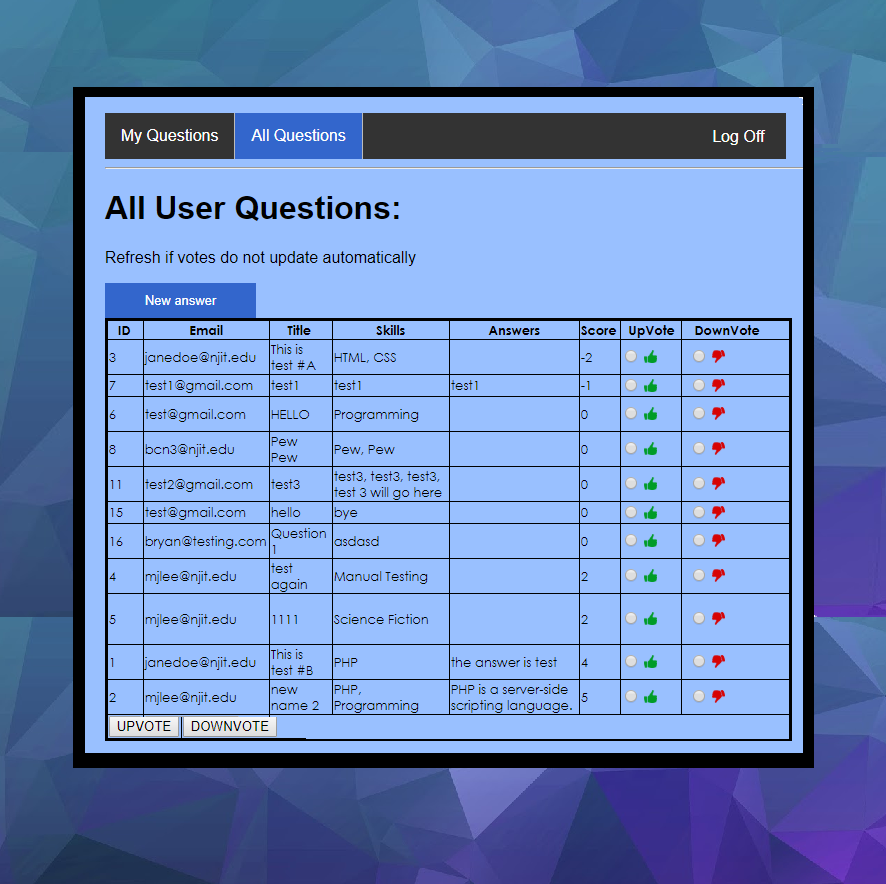 My Questions All Questions Log Off
All User Questions:
Refresh if votes do not update automatically
New answer
ID Email Title Skills Answers Score UpVote DownVote
3 janedoe@njit.edu This is test #A HTML, CSS -2
7 test1@gmail.com test1 test1 test1 -1
6 test@gmail.com HELLO Programming 0
8 bcn3@njit.edu Pew Pew Pew, Pew 0
11 test2@gmail.com test3 test3, test3, test3, test 3 will go here 0
15 test@gmail.com hello bye 0
16 bryan@testing.com Question 1 asdasd 0
4 mjlee@njit.edu test again Manual Testing 2
5 mjlee@njit.edu 1111 Science Fiction 2
1 janedoe@njit.edu This is test #B PHP the answer is test 4
2 mjlee@njit.edu new name 2 PHP, Programming PHP is a server-side scripting language. 5
UPVOTE DOWNVOTE